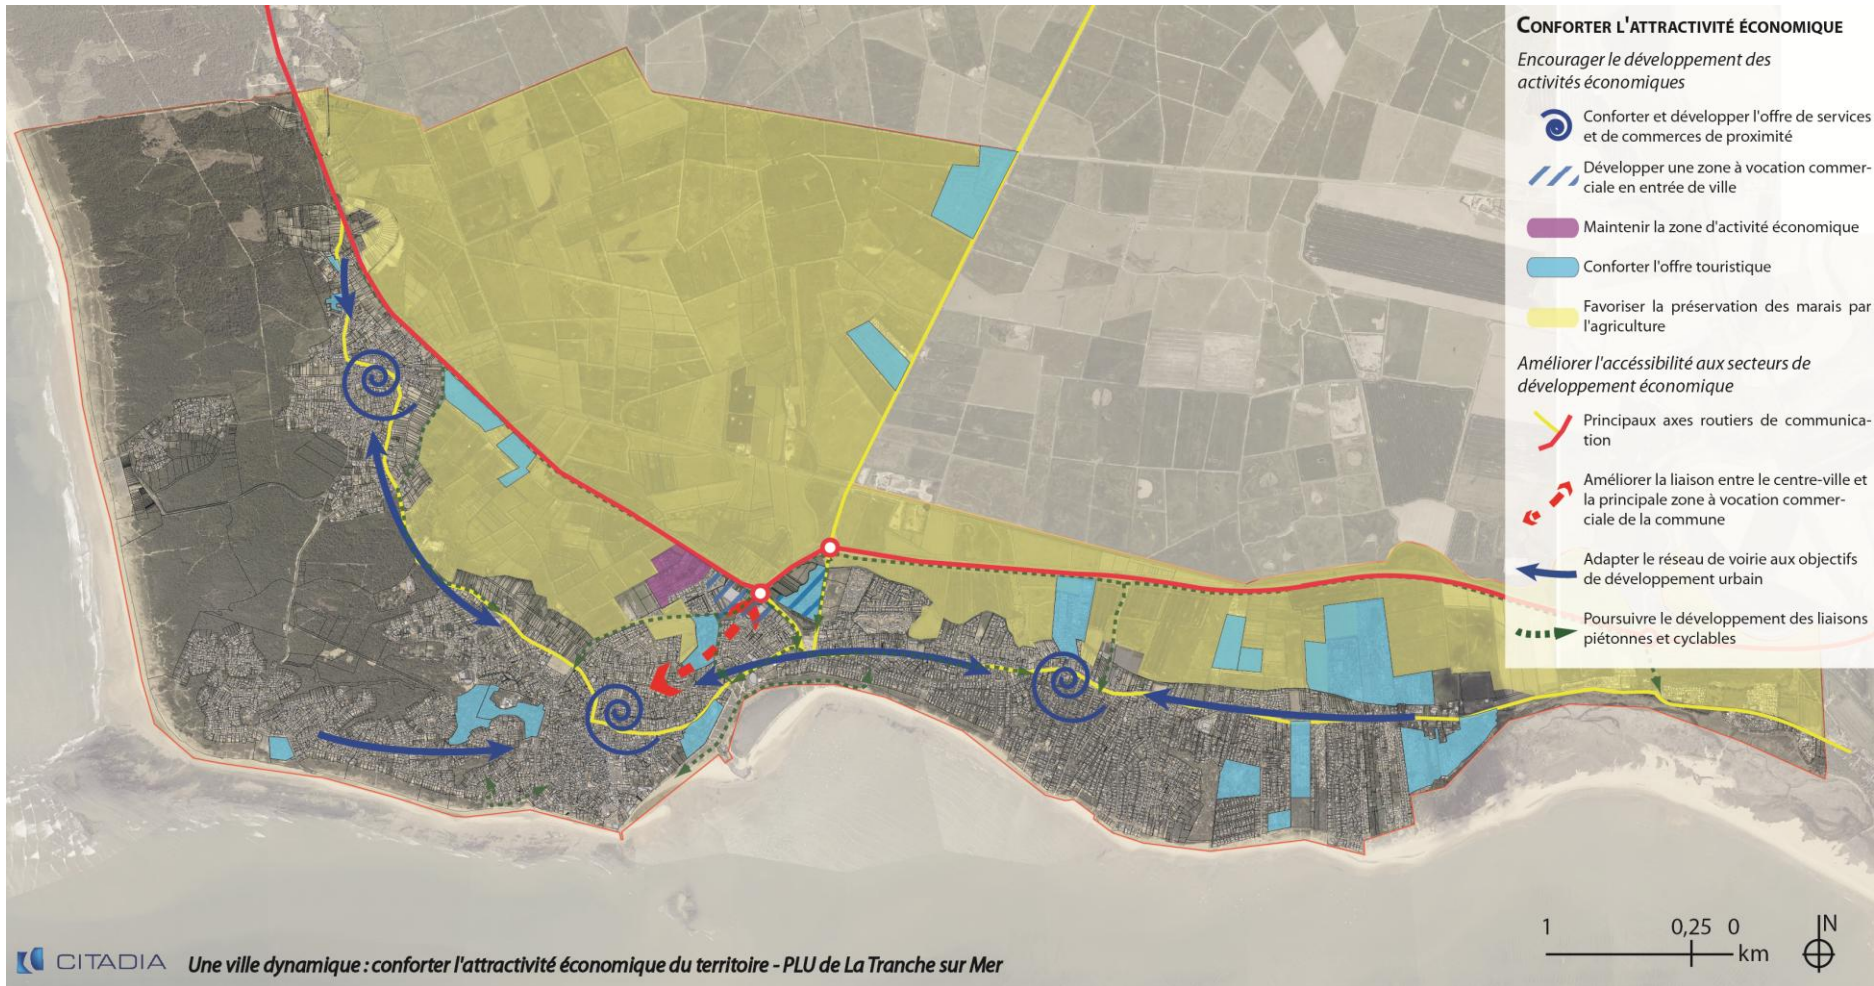 CONFORTER L'ATTRACTIVITÉ ÉCONOMIQUE
Encourager le développement des
activités économiques
Conforter et développer l'offre de services
et de commerces de proximité
Développer une zone à vocation commer-
ciale en entrée de ville
Maintenir la zone d'activité économique
Conforter l'offre touristique
Favoriser la préservation des marais par
l'agriculture
Améliorer l'accéssibilité aux secteurs de
développement économique
Principaux axes routiers de communica-
tion
Améliorer la liaison entre le centre-ville et
la principale zone à vocation commer-
ciale de la commune
Adapter le réseau de voirie aux objectifs
de développement urbain
Poursuivre le développement des liaisons
piétonnes et cyclables
1 0,25 0
km
N
CITADIA
Une ville dynamique : conforter l'attractivité économique du territoire - PLU de La Tranche sur Mer